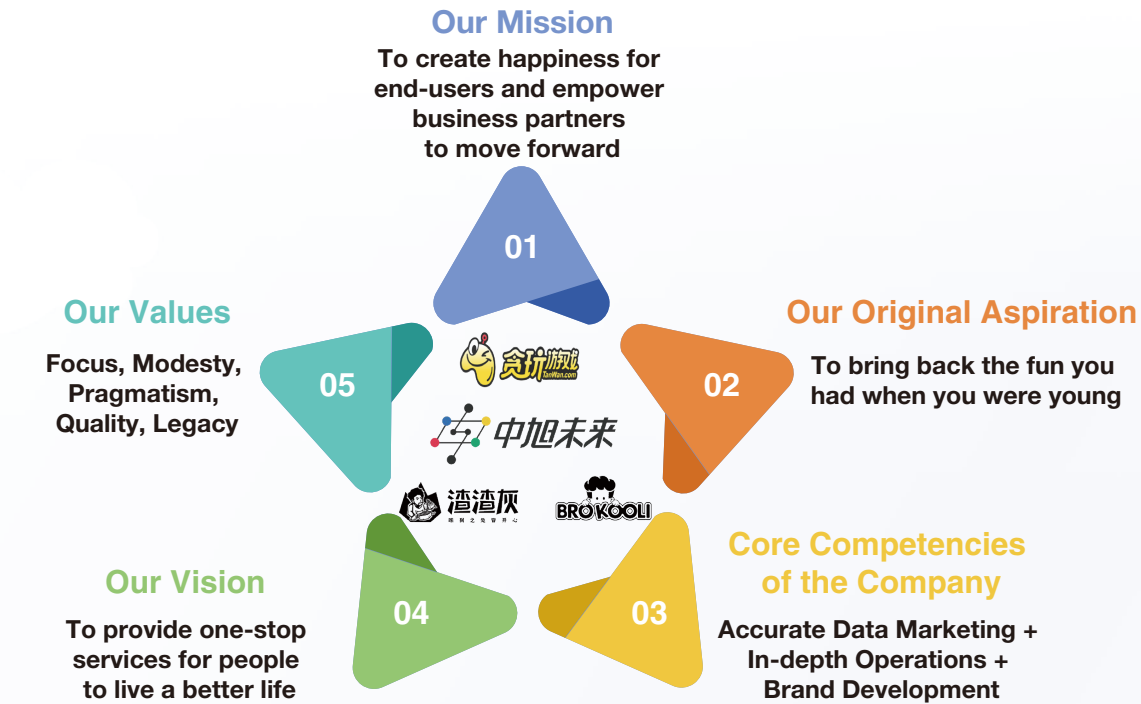 Our Mission
To create happiness for
end-users and empower
business partners
to move forward
01
Our Original Aspiration
To bring back the fun you
had when you were young
02
Core Competencies
of the Company
Accurate Data Marketing +
In-depth Operations +
Brand Development
03
Our Vision
To provide one-stop
services for people
to live a better life
04
Our Values
Focus, Modesty,
Pragmatism,
Quality, Legacy
05
贪玩游戏
TanWan.com
中旭未来
渣渣灰
BRO KOOLI